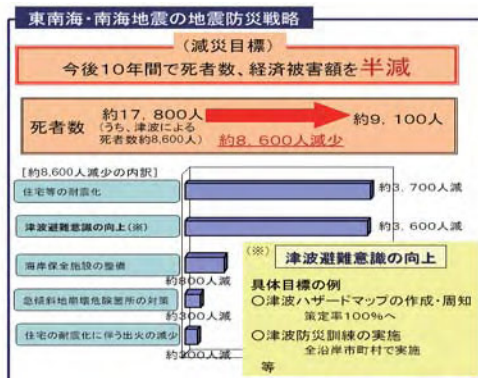 東南海・南海地震の地震防災戦略
(減災目標)
今後10年間で死者数、経済被害額を半減
死者数
約17,800人
(うち、津波による
死者数約8,600人)
約8,600人減少
約9,100人
[約8,600人減少の内訳]
住宅等の耐震化
約3,700人減
津波避難意識の向上(※)
約3,600人減
海岸保全施設の整備
約800人減
急傾斜地崩壊危険箇所の対策
約300人減
住宅の耐震化に伴う出火の減少
約200人減
(※)
津波避難意識の向上
具体目標の例
○津波ハザードマップの作成・周知
策定率100%へ
○津波防災訓練の実施
全沿岸市町村で実施
等